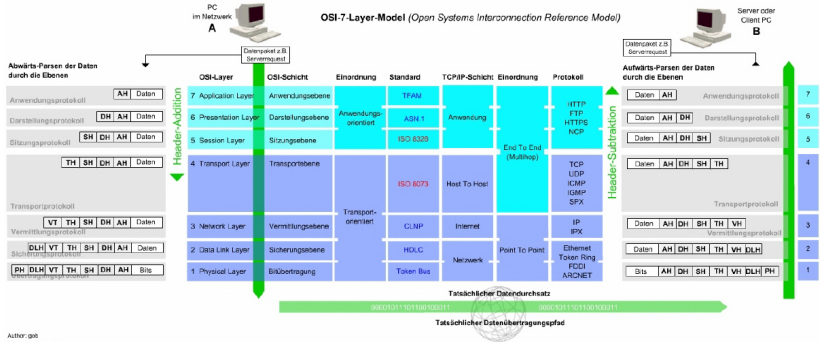 PC
im Netzwerk
A
OSI-7-Layer-Model (Open Systems Interconnection Reference Model)
Server oder
Client PC
B
Datenpaket z.B.
Serverrequest
Datenpaket z.B.
Serverrequest
Abwärts-Parsen der Daten
durch die Ebenen
AH Daten
Anwendungsprotokoll
DH AH Daten
Darstellungsprotokoll
SH DH AH Daten
Sitzungsprotokoll
TH SH DH AH Daten
Transportprotokoll
VT TH SH DH AH Daten
Vermittlungsprotokoll
DLH VT TH SH DH AH Daten
Sicherungsprotokoll
PH DLH VT TH SH DH AH Bits
Übertragungsprotokoll
Header-Addition
OSI-Layer OSI-Schicht Einordnung Standard TCP/IP-Schicht Einordnung Protokoll
7 Application Layer Anwendungsebene
6 Presentation Layer Darstellungsebene
5 Session Layer Sitzungsebene
4 Transport Layer Transportebene
3 Network Layer Vermittlungsebene
2 Data Link Layer Sicherungsebene
1 Physical Layer Bitübertragung
Anwendungs-
orientiert
Transport-
orientiert
FTAM
ASN.1
ISO 8326
ISO 8073
CLNP
HDLC
Token Bus
Anwendung
Host To Host
Internet
Netzwerk
End To End
(Multihop)
Point To Point
HTTP
FTP
HTTPS
NCP
TCP
UDP
ICMP
IGMP
SPX
IP
IPX
Ethernet
Token Ring
FDDI
ARCNET
Header-Subtraktion
Aufwärts-Parsen der Daten
durch die Ebenen
Daten AH
Anwendungsprotokoll
7
Daten AH DH
Darstellungsprotokoll
6
Daten AH DH SH
Sitzungsprotokoll
5
Daten AH DH SH TH
4
Transportprotokoll
Daten AH DH SH TH VH
Vermittlungsprotokoll
3
Daten AH DH SH TH VH DLH
2
Bits AH DH SH TH VH DLH PH
1
Tatsächlicher Datendurchsatz
Tatsächlicher Datenübertragungspfad
Author: gob